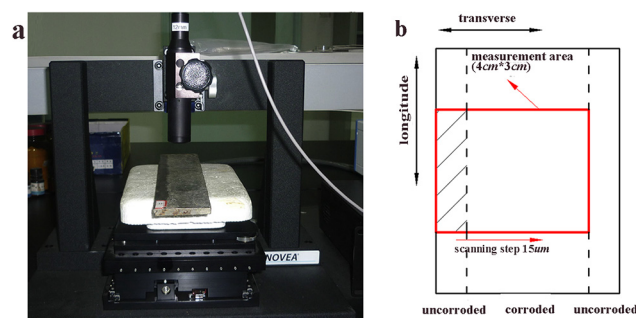 a
NOVEA
b
transverse
longitude
measurement area
(4cm*3cm)
scanning step 15um
uncorroded corroded uncorroded